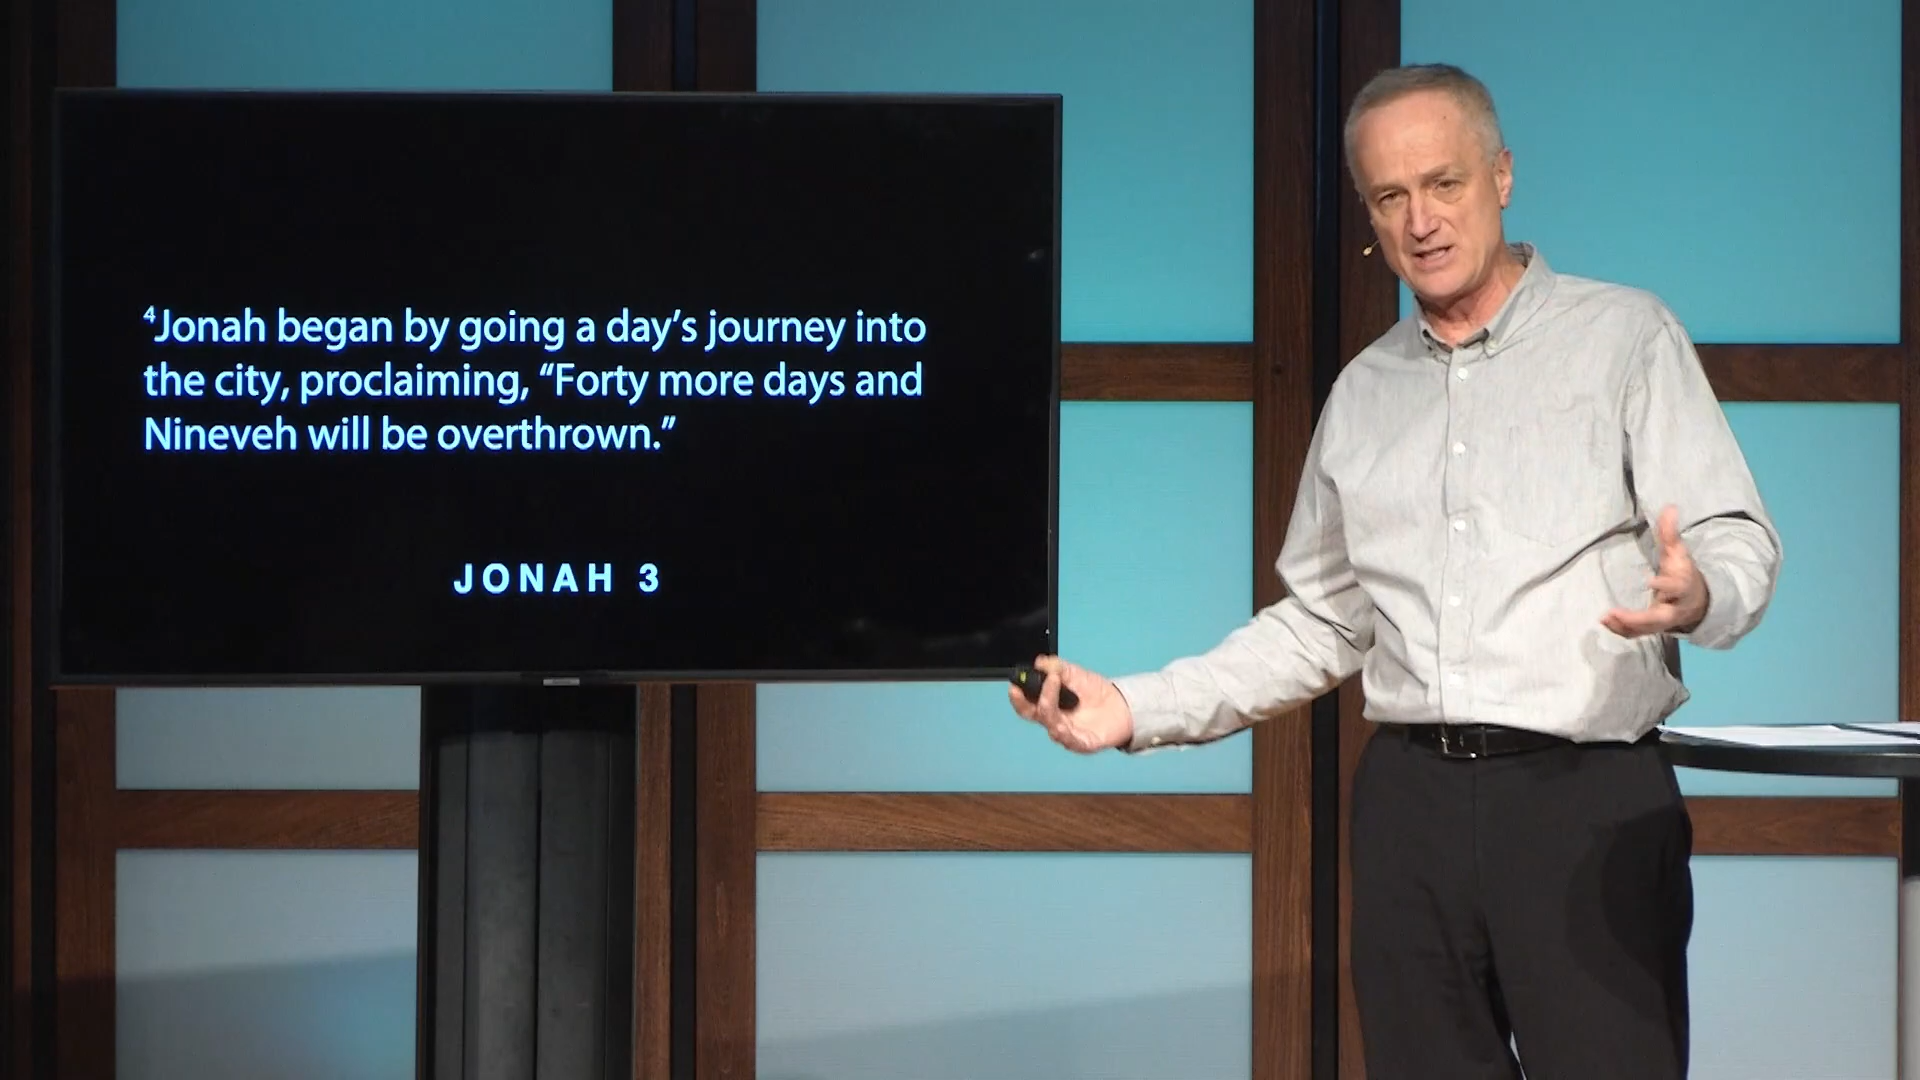 ⁴Jonah began by going a day’s journey into
the city, proclaiming, “Forty more days and
Nineveh will be overthrown.”
JONAH 3